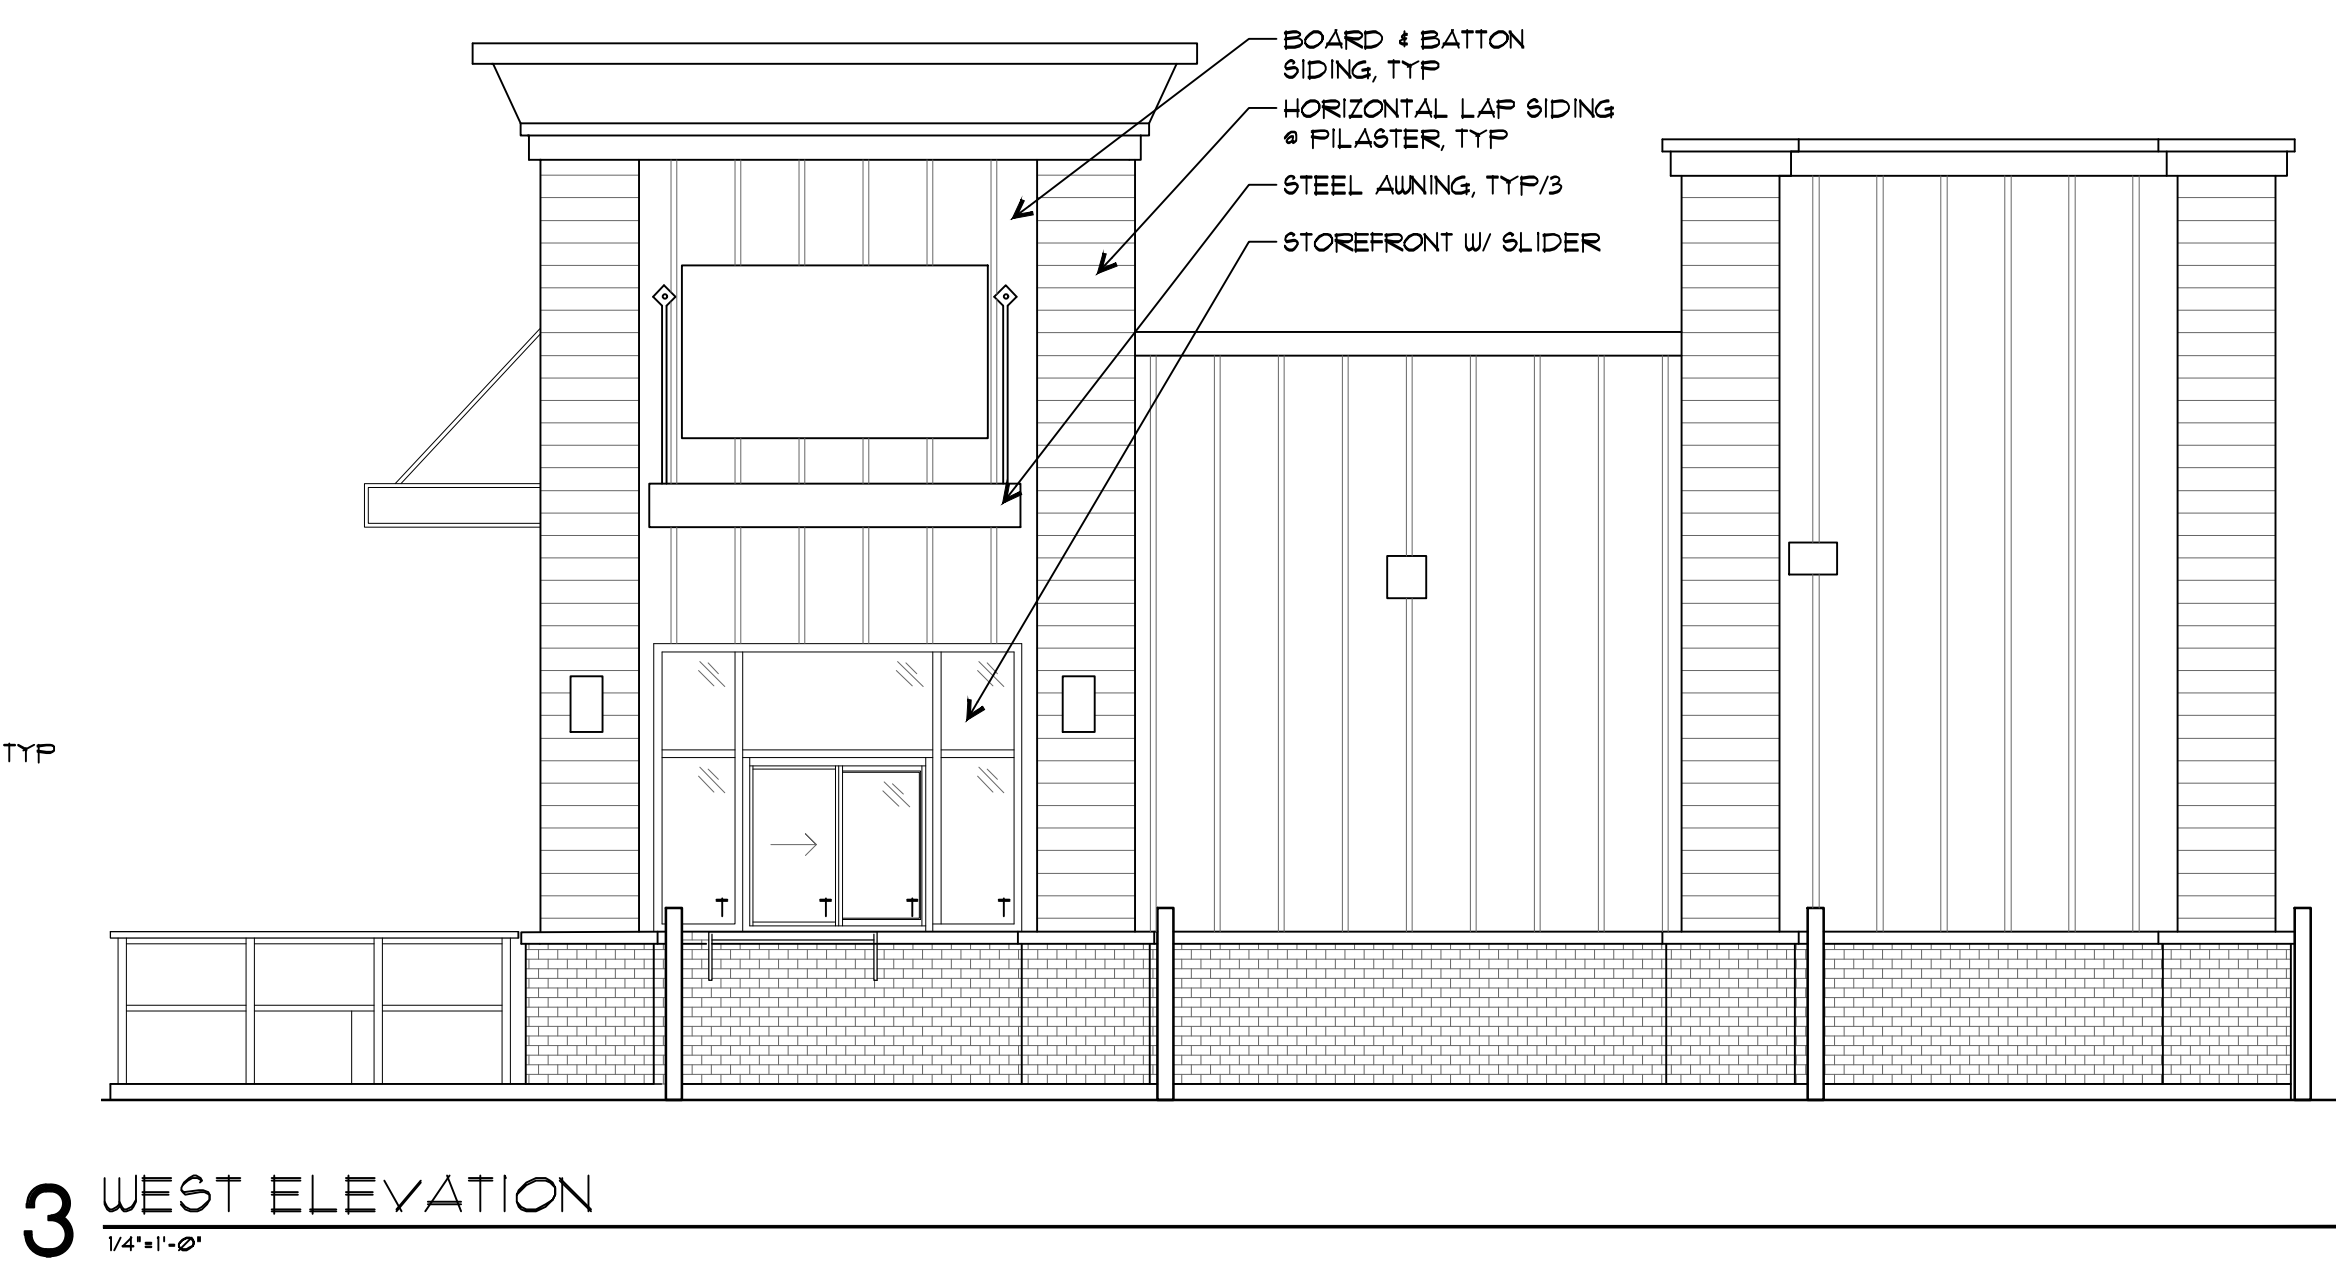 BOARD & BATTON
SIDING, TYP
HORIZONTAL LAP SIDING
@ PILASTER, TYP
STEEL AWNING, TYP/3
STOREFRONT W/ SLIDER
TYP
T T T T
3 WEST ELEVATION
1/4"=1'-0"